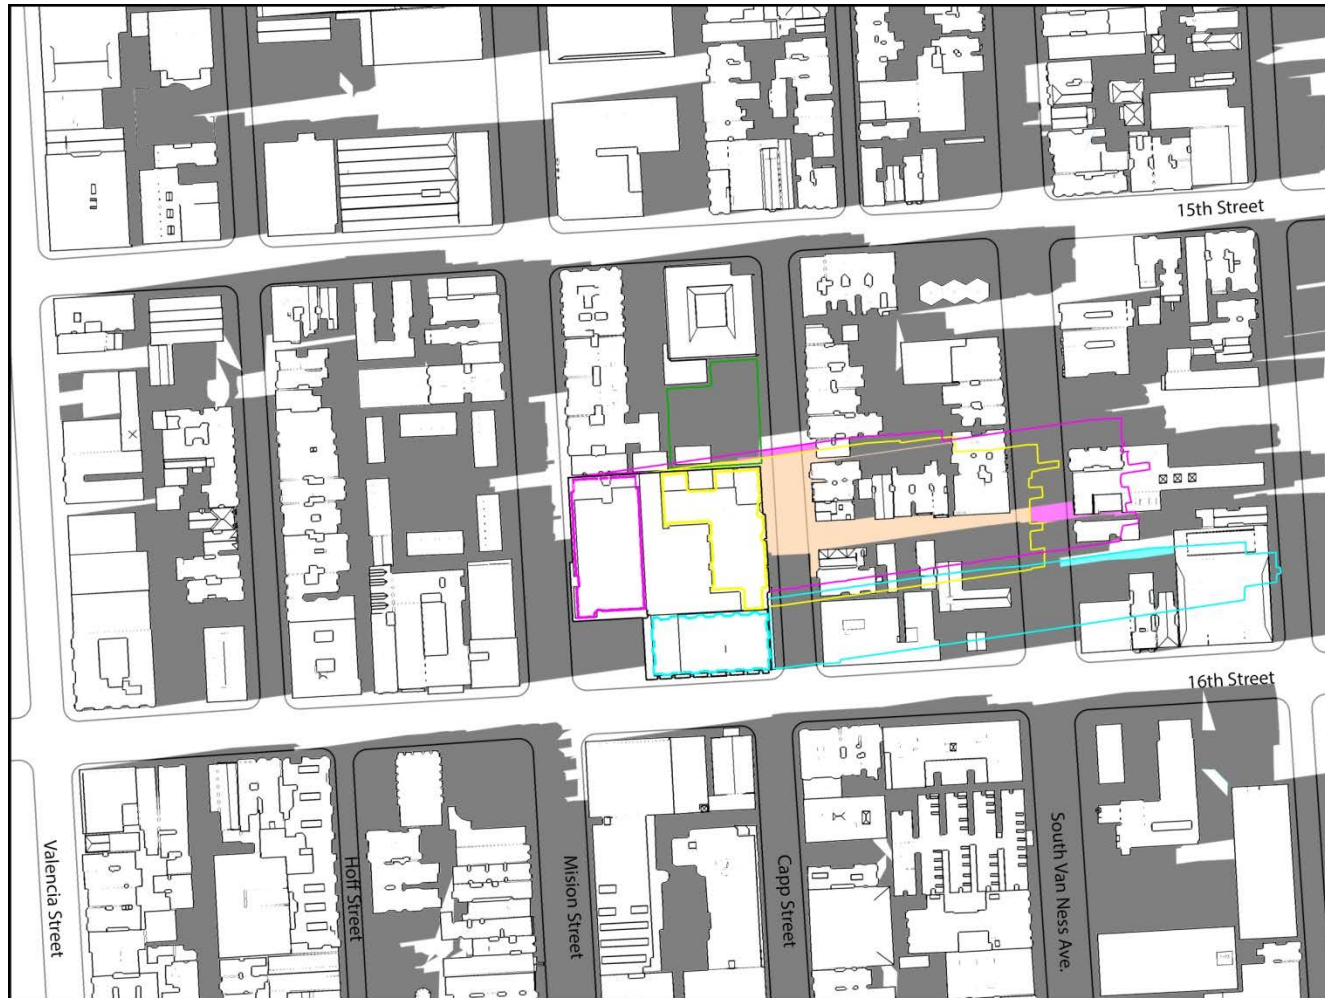 15th Street
16th Street
Valencia Street
Hoff Street
Mision Street
Capp Street
South Van Ness Ave.